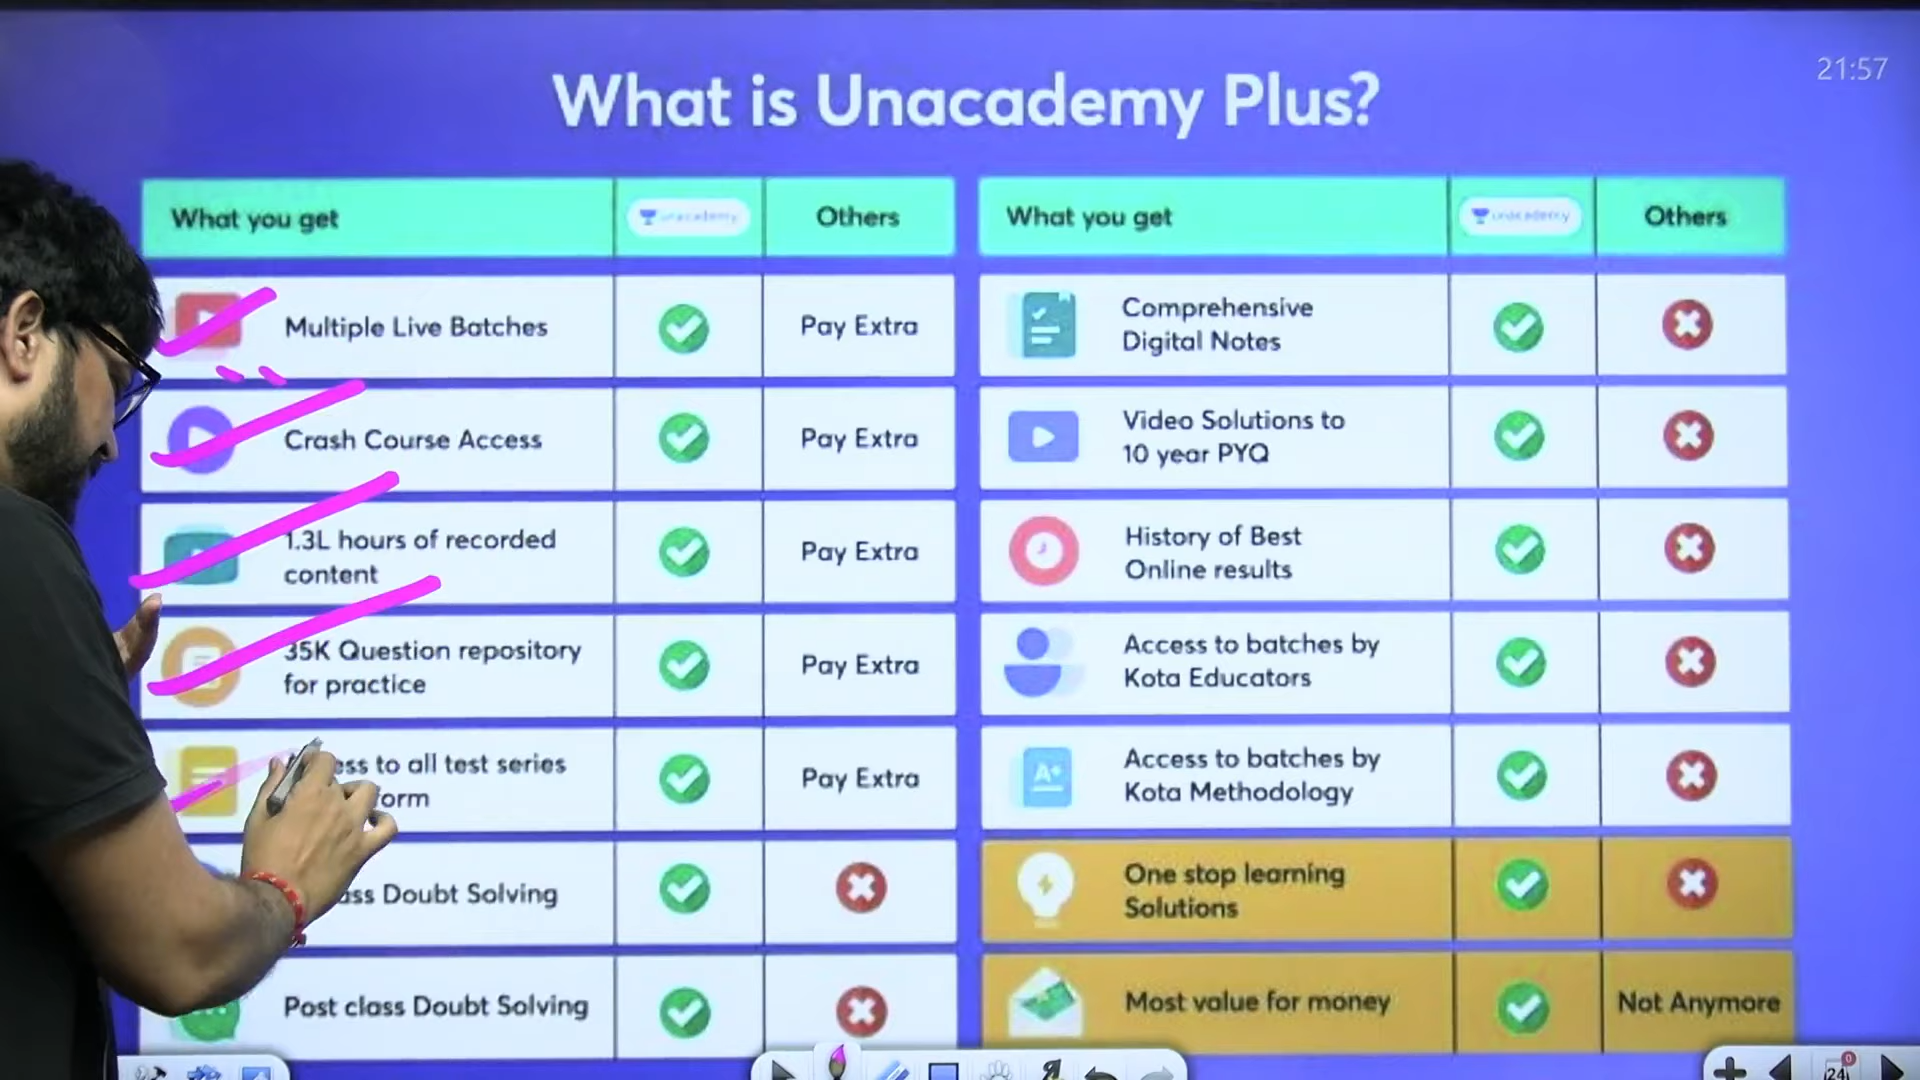 21:57
What is Unacademy Plus?
What you get
unacademy
Others
Multiple Live Batches
Pay Extra
Crash Course Access
Pay Extra
1.3L hours of recorded
content
Pay Extra
35K Question repository
for practice
Pay Extra
to all test series
Pay Extra
Doubt Solving
Post class Doubt Solving
What you get
unacademy
Others
Comprehensive
Digital Notes
Video Solutions to
10 year PYQ
History of Best
Online results
Access to batches by
Kota Educators
A+
Access to batches by
Kota Methodology
One stop learning
Solutions
Most value for money
Not Anymore
0
24